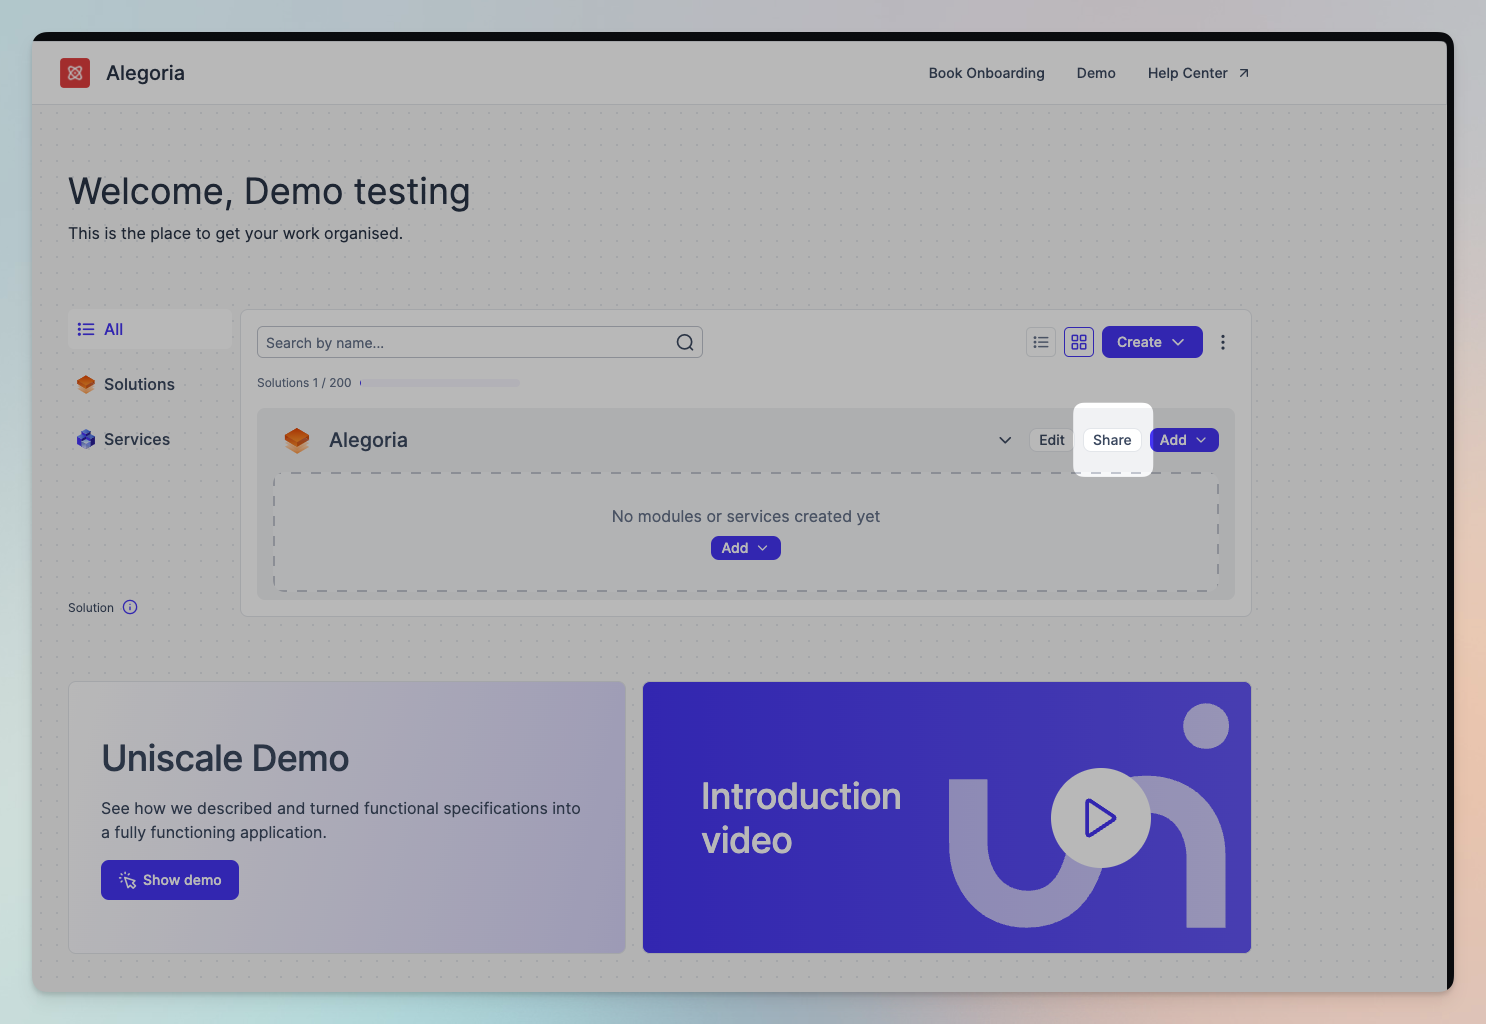 Alegoria
Book Onboarding
Demo
Help Center
Welcome, Demo testing
This is the place to get your work organised.
All
Solutions
Services
Search by name...
Create
Solutions 1 / 200
Alegoria
Edit
Share
Add
No modules or services created yet
Add
Solution
Uniscale Demo
See how we described and turned functional specifications into
a fully functioning application.
Show demo
Introduction
video